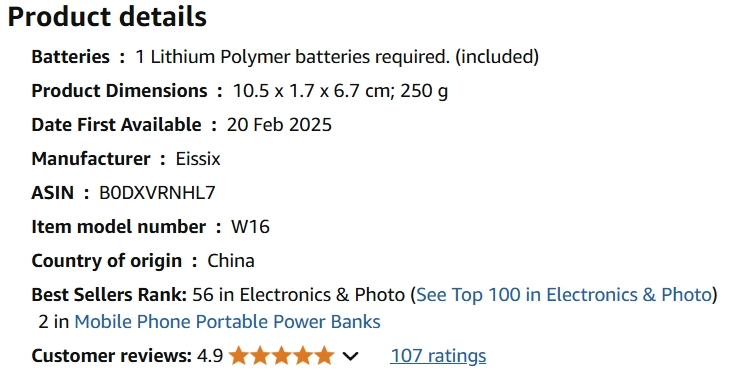 Product details
Batteries : 1 Lithium Polymer batteries required. (included)
Product Dimensions : 10.5 x 1.7 x 6.7 cm; 250 g
Date First Available : 20 Feb 2025
Manufacturer : Eissix
ASIN : B0DXVRNHL7
Item model number : W16
Country of origin : China
Best Sellers Rank: 56 in Electronics & Photo (See Top 100 in Electronics & Photo)
2 in Mobile Phone Portable Power Banks
Customer reviews: 4.9 107 ratings